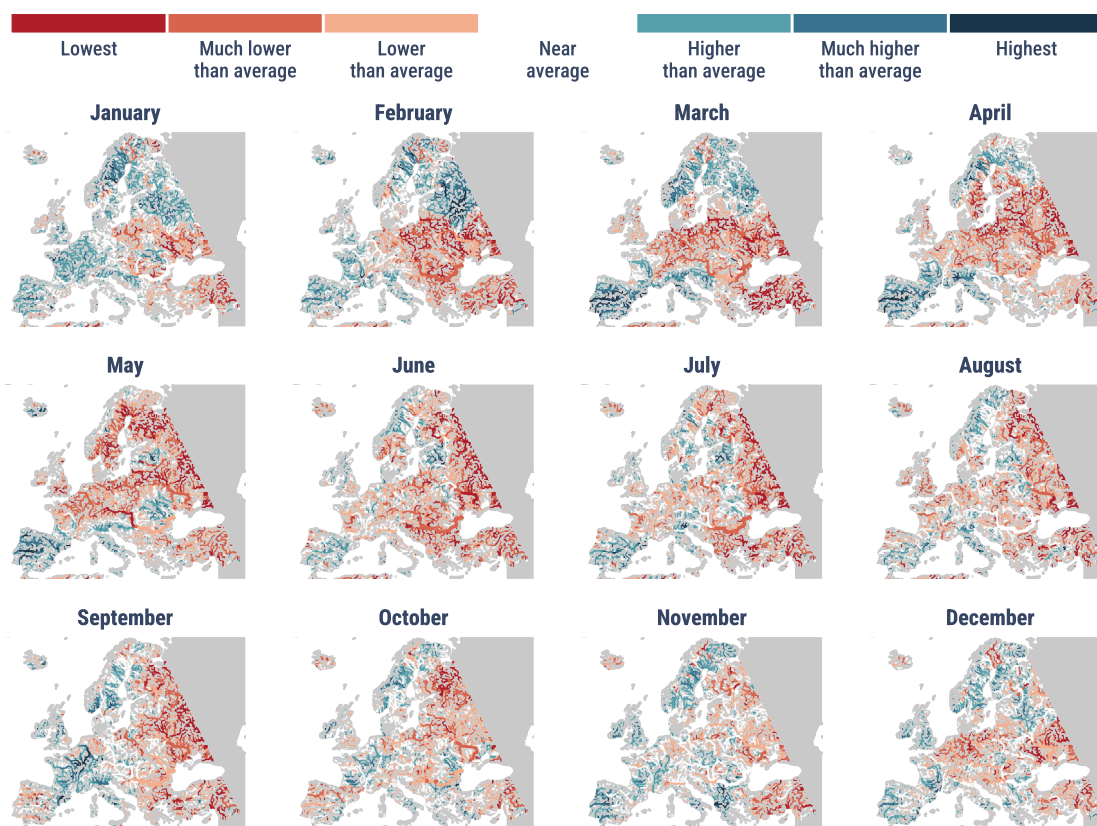 Lowest
Much lower
than average
Lower
than average
Near
average
Higher
than average
Much higher
than average
Highest
January
February
March
April
May
June
July
August
September
October
November
December